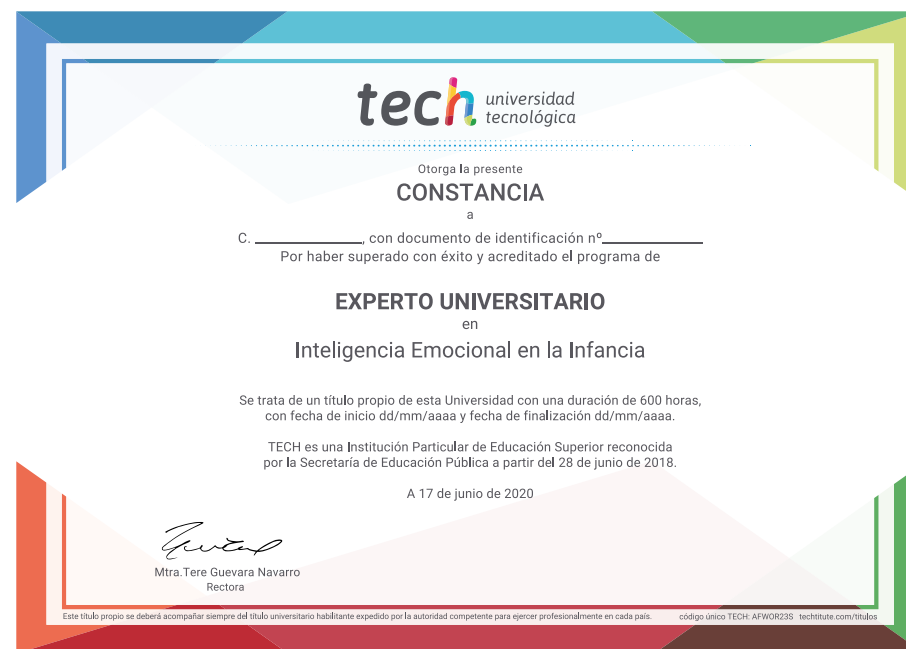 tech universidad
tecnológica
Otorga la presente
CONSTANCIA
a
C. ____________, con documento de identificación nº____________
Por haber superado con éxito y acreditado el programa de
EXPERTO UNIVERSITARIO
en
Inteligencia Emocional en la Infancia
Se trata de un título propio de esta Universidad con una duración de 600 horas,
con fecha de inicio dd/mm/aaaa y fecha de finalización dd/mm/aaaa.
TECH es una Institución Particular de Educación Superior reconocida
por la Secretaría de Educación Pública a partir del 28 de junio de 2018.
A 17 de junio de 2020
Mtra.Tere Guevara Navarro
Rectora
Este título propio se deberá acompañar siempre del título universitario habilitante expedido por la autoridad competente para ejercer profesionalmente en cada país. código único TECH: AFWOR23S techtitute.com/titulos